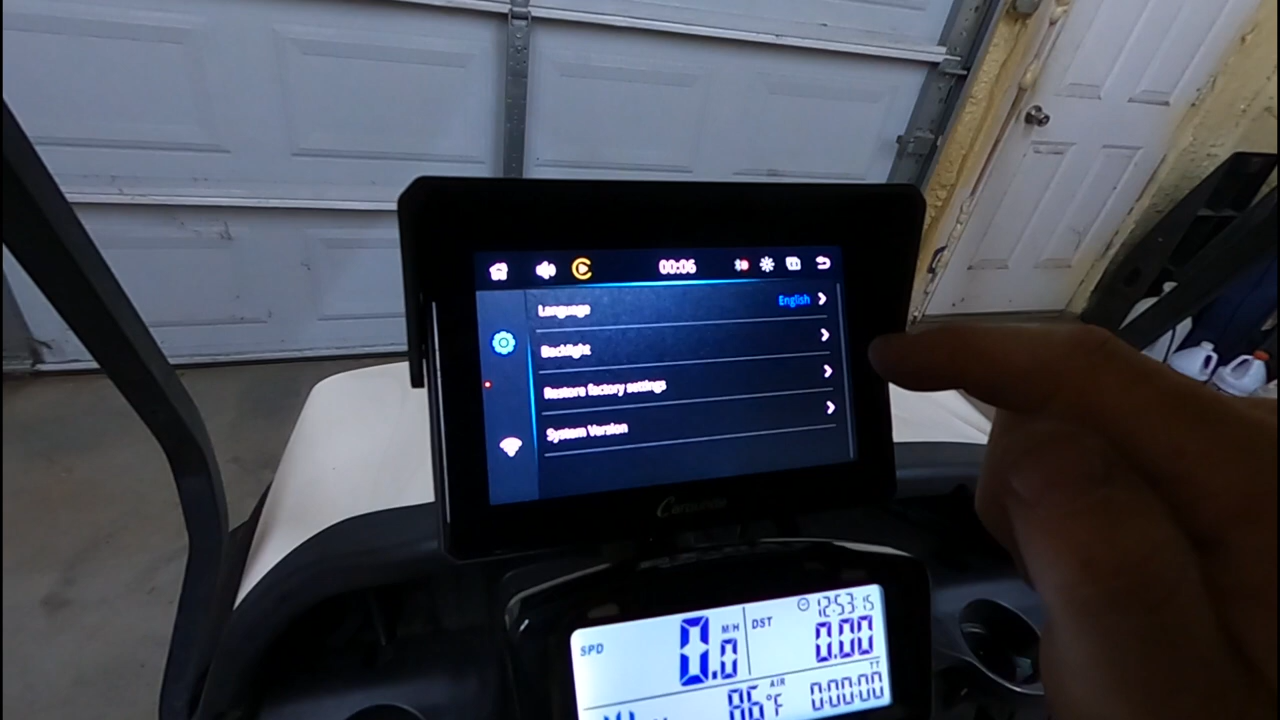 00:06
Language English
Backlight
Restore factory settings
System Version
SPD 0.0 M/H
DST 12:53:15
0.00
86°F AIR
TT
0:00:00